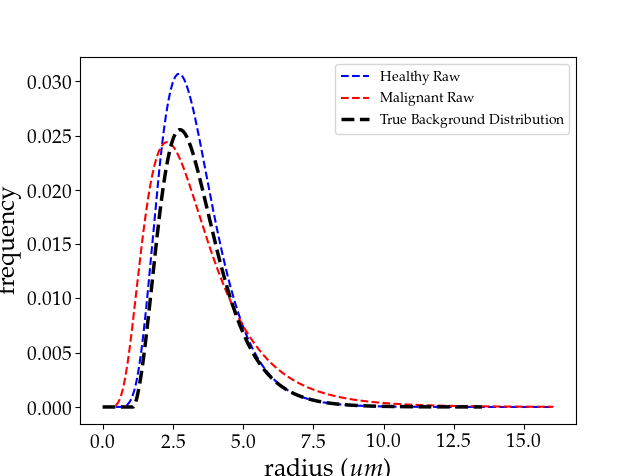 Healthy Raw
Malignant Raw
True Background Distribution
frequency
0.030
0.025
0.020
0.015
0.010
0.005
0.000
0.0 2.5 5.0 7.5 10.0 12.5 15.0
radius (um)